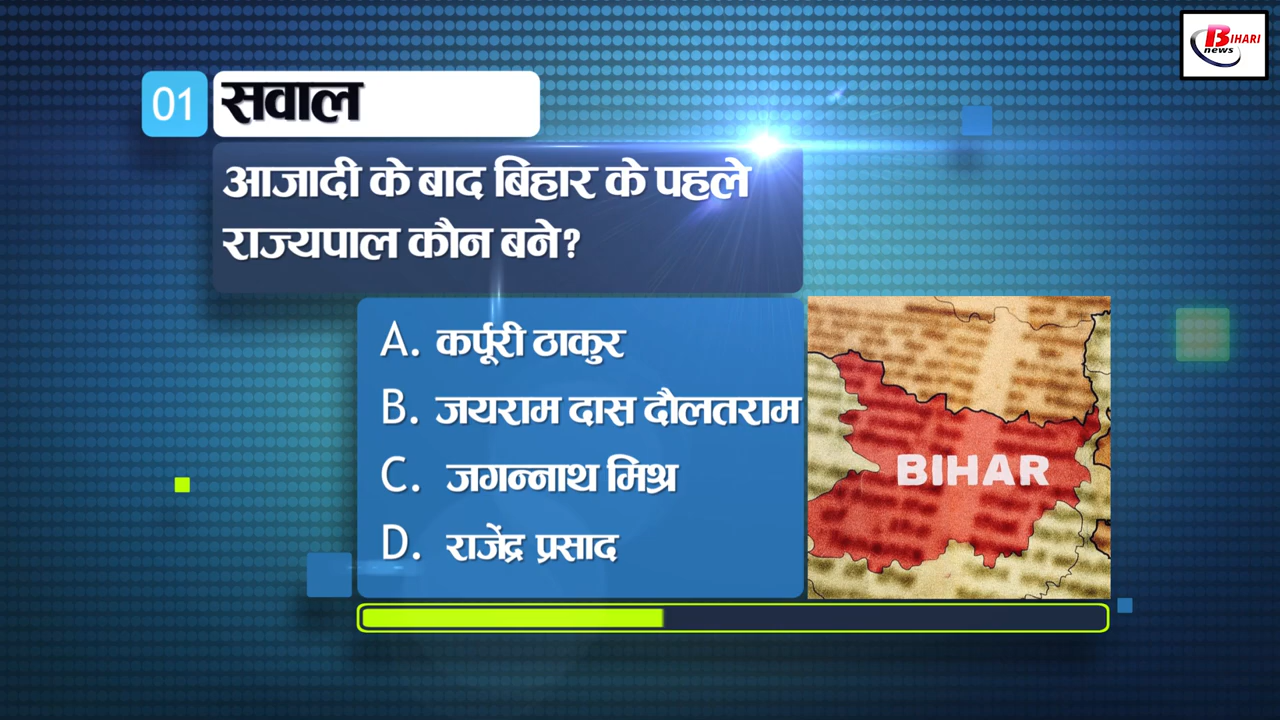 BIHARI
news
01 सवाल
आजादी के बाद बिहार के पहले
राज्यपाल कौन बने?
A. कर्पूरी ठाकुर
B. जयराम दास दौलतराम
C. जगन्नाथ मिश्र
D. राजेंद्र प्रसाद
BIHAR